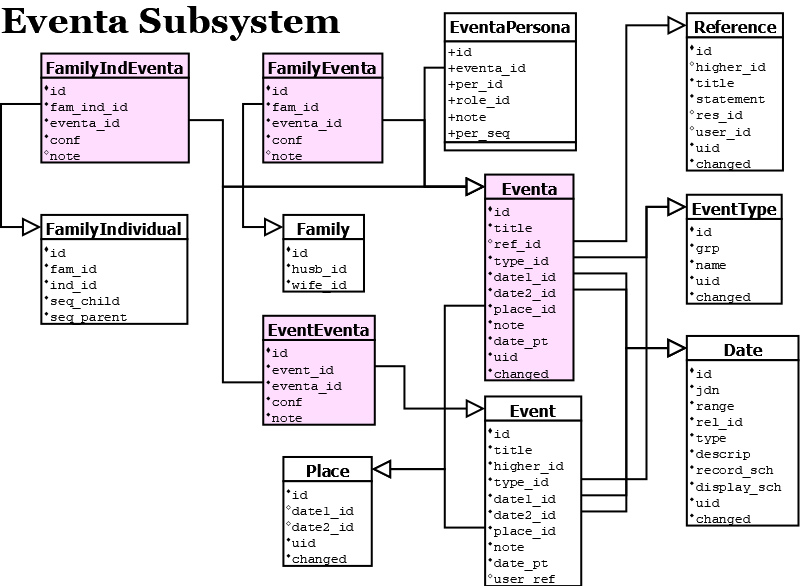 Eventa Subsystem
FamilyIndEventa
id
fam_ind_id
eventa_id
conf
note
FamilyEventa
id
fam_id
eventa_id
conf
note
EventaPersona
+id
+eventa_id
+per_id
+role_id
+note
+per_seq
Reference
id
higher_id
title
statement
res_id
user_id
uid
changed
FamilyIndividual
id
fam_id
ind_id
seq_child
seq_parent
Family
id
husb_id
wife_id
Eventa
id
title
ref_id
type_id
date1_id
date2_id
place_id
note
date_pt
uid
changed
EventType
id
grp
name
uid
changed
EventEventa
id
event_id
eventa_id
conf
note
Date
id
jdn
range
rel_id
type
descrip
record_sch
display_sch
uid
changed
Place
id
date1_id
date2_id
uid
changed
Event
id
title
higher_id
type_id
date1_id
date2_id
place_id
note
date_pt
user_ref